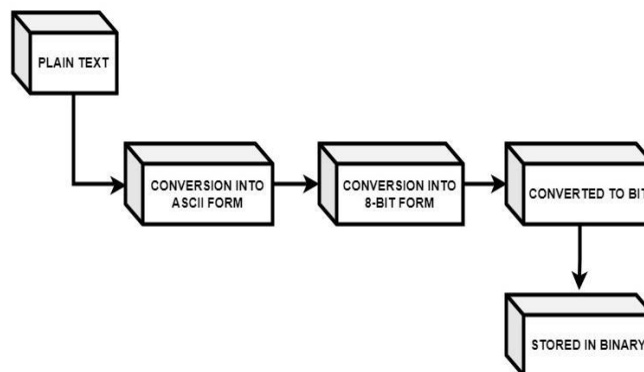 PLAIN TEXT
CONVERSION INTO
ASCII FORM
CONVERSION INTO
8-BIT FORM
CONVERTED TO BIT
STORED IN BINARY